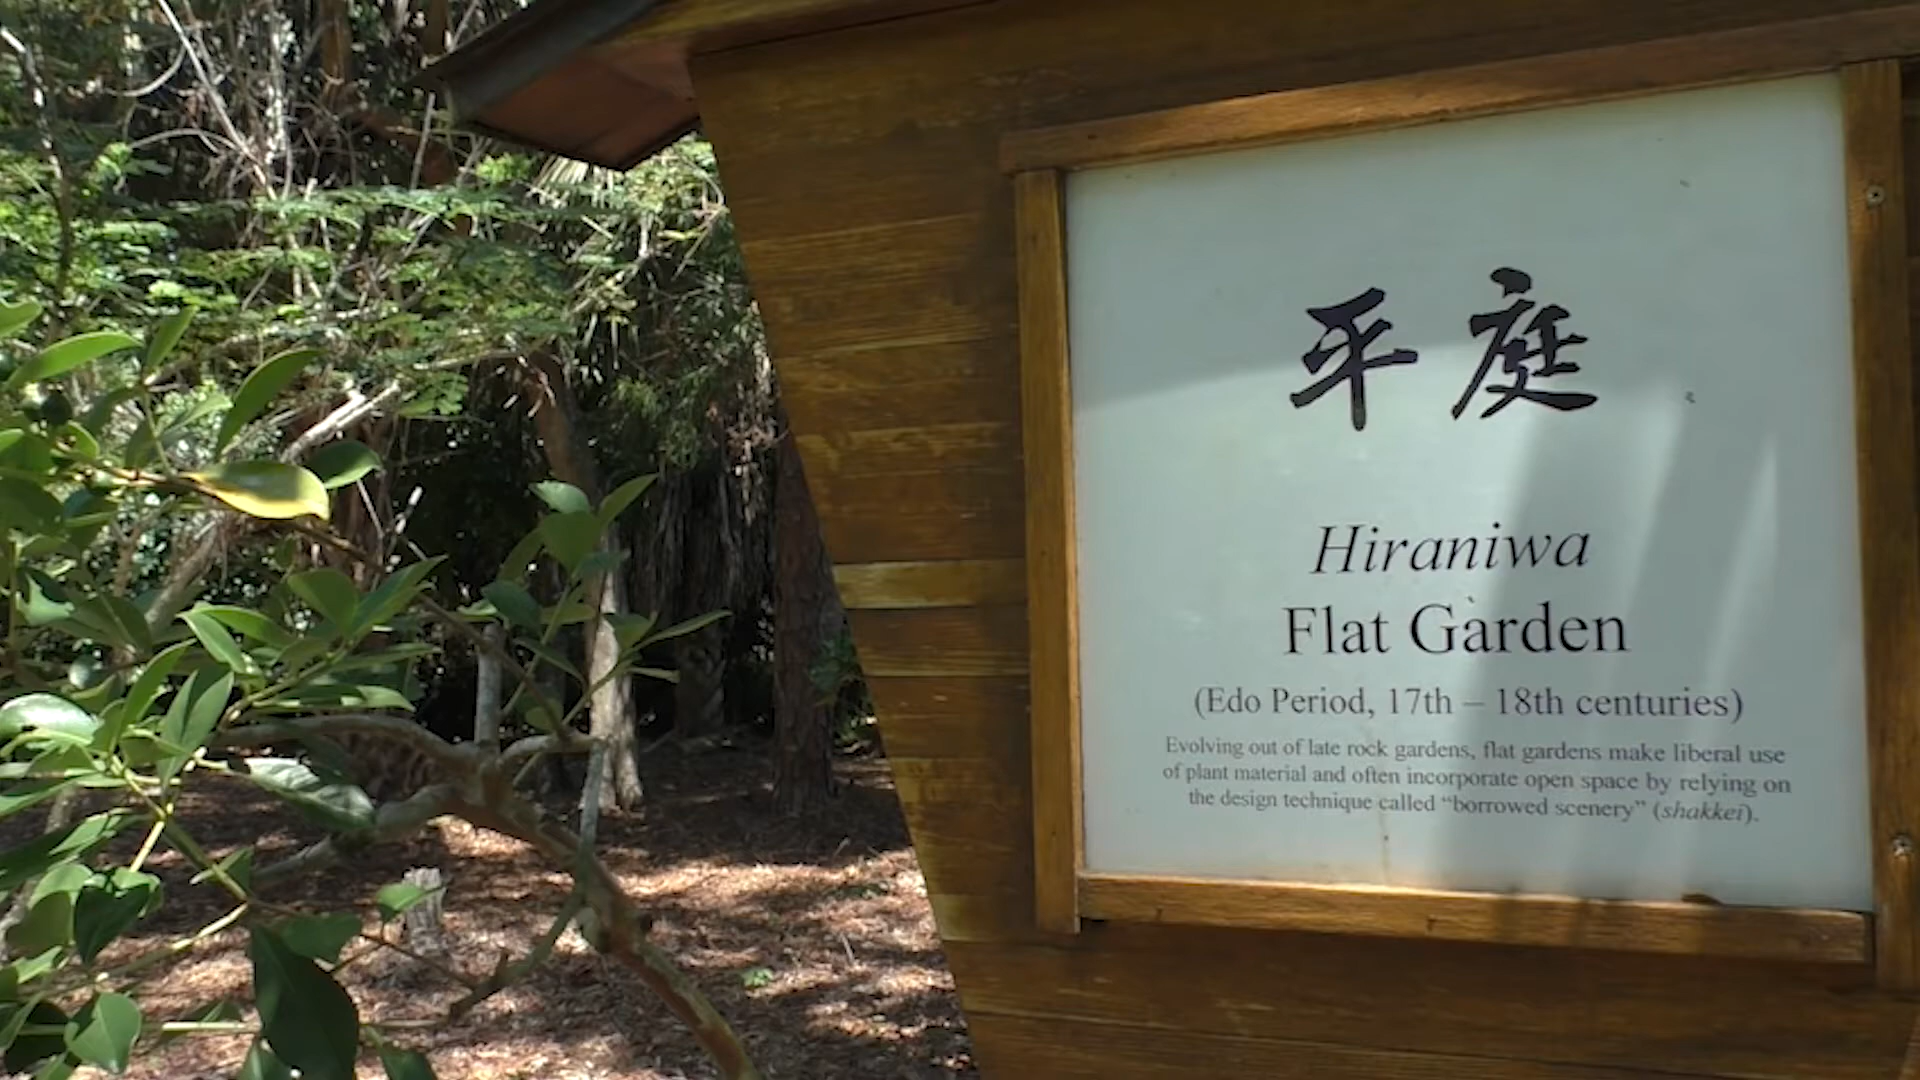 平庭
Hiraniwa
Flat Garden
(Edo Period, 17th – 18th centuries)
Evolving out of late rock gardens, flat gardens make liberal use
of plant material and often incorporate open space by relying on
the design technique called “borrowed scenery” (shakkei).